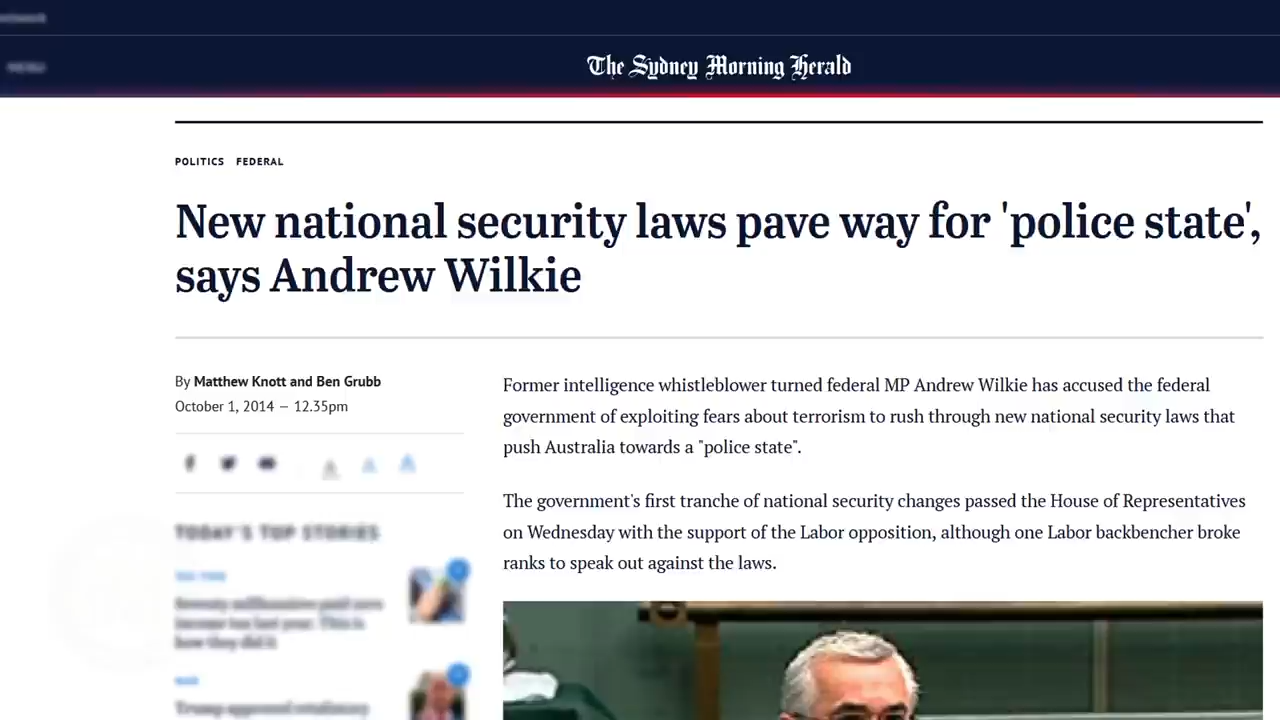 The Sydney Morning Herald
POLITICS FEDERAL
New national security laws pave way for 'police state',
says Andrew Wilkie
By Matthew Knott and Ben Grubb
October 1, 2014 — 12.35pm
Former intelligence whistleblower turned federal MP Andrew Wilkie has accused the federal
government of exploiting fears about terrorism to rush through new national security laws that
push Australia towards a "police state".
The government's first tranche of national security changes passed the House of Representatives
on Wednesday with the support of the Labor opposition, although one Labor backbencher broke
ranks to speak out against the laws.
TODAY'S TOP STORIES